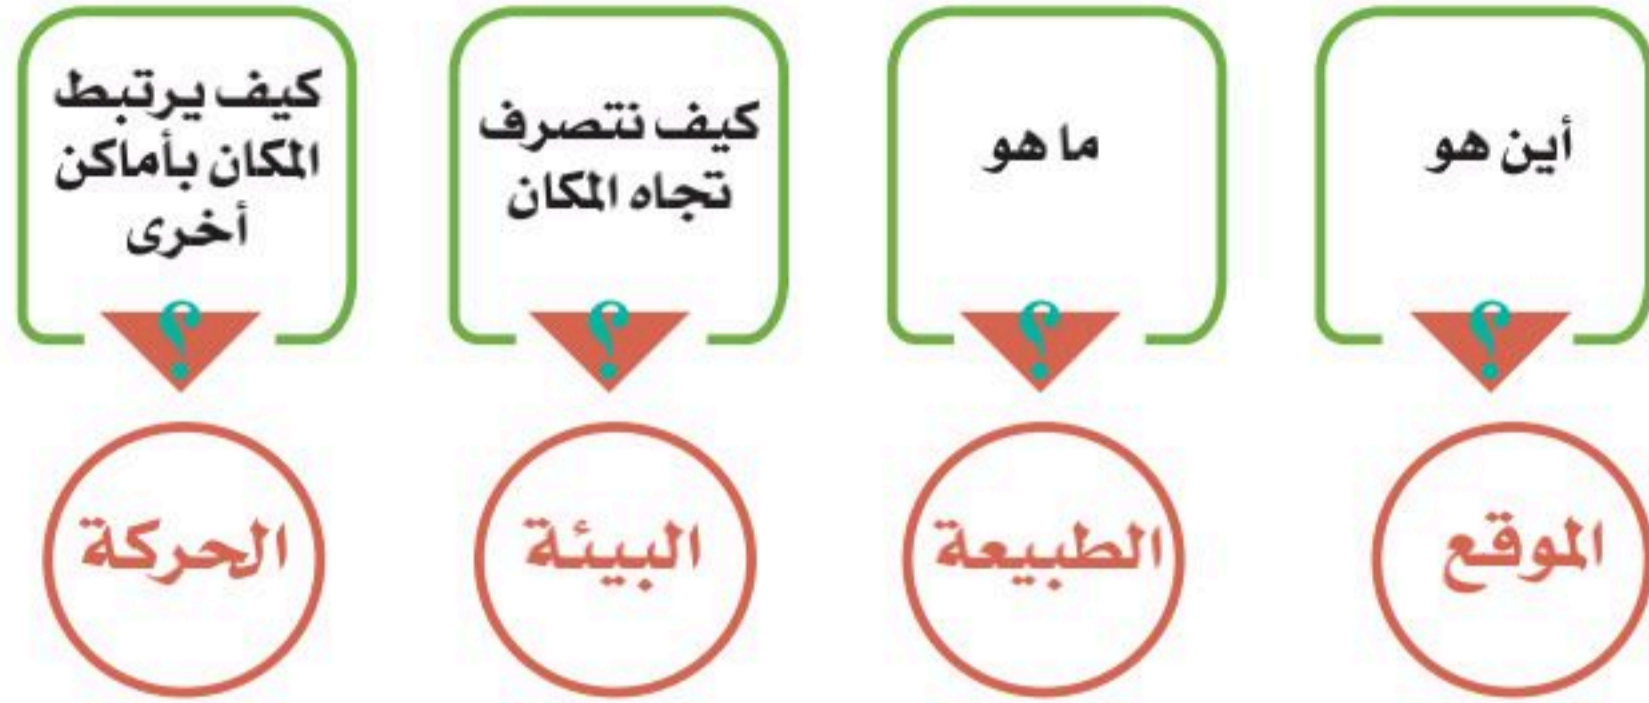 أين هو
؟
الموقع
ما هو
؟
الطبيعة
كيف نتصرف
تجاه المكان
؟
البيئة
كيف يرتبط
المكان بأماكن
أخرى
؟
الحركة